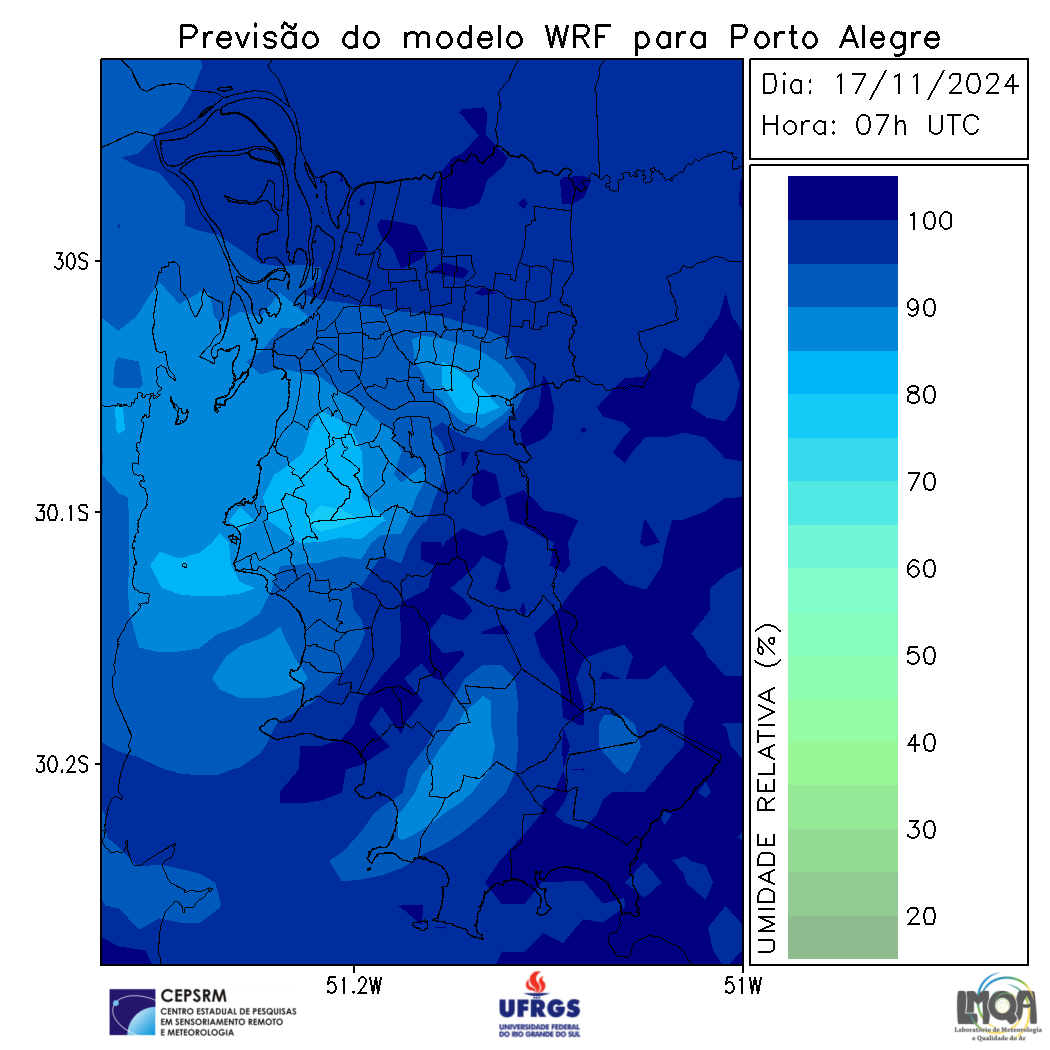 Previsão do modelo WRF para Porto Alegre
Dia: 17/11/2024
Hora: 07h UTC
100
90
80
70
60
50
40
30
20
UMIDADE RELATIVA (%)
30S
30.1S
30.2S
51.2W
51W
CEPSRM
CENTRO ESTADUAL DE PESQUISAS
EM SENSORIAMENTO REMOTO
E METEOROLOGIA
UFRGS
UNIVERSIDADE FEDERAL
DO RIO GRANDE DO SUL
LMQA
Laboratório de Meteorologia
e Qualidade do Ar